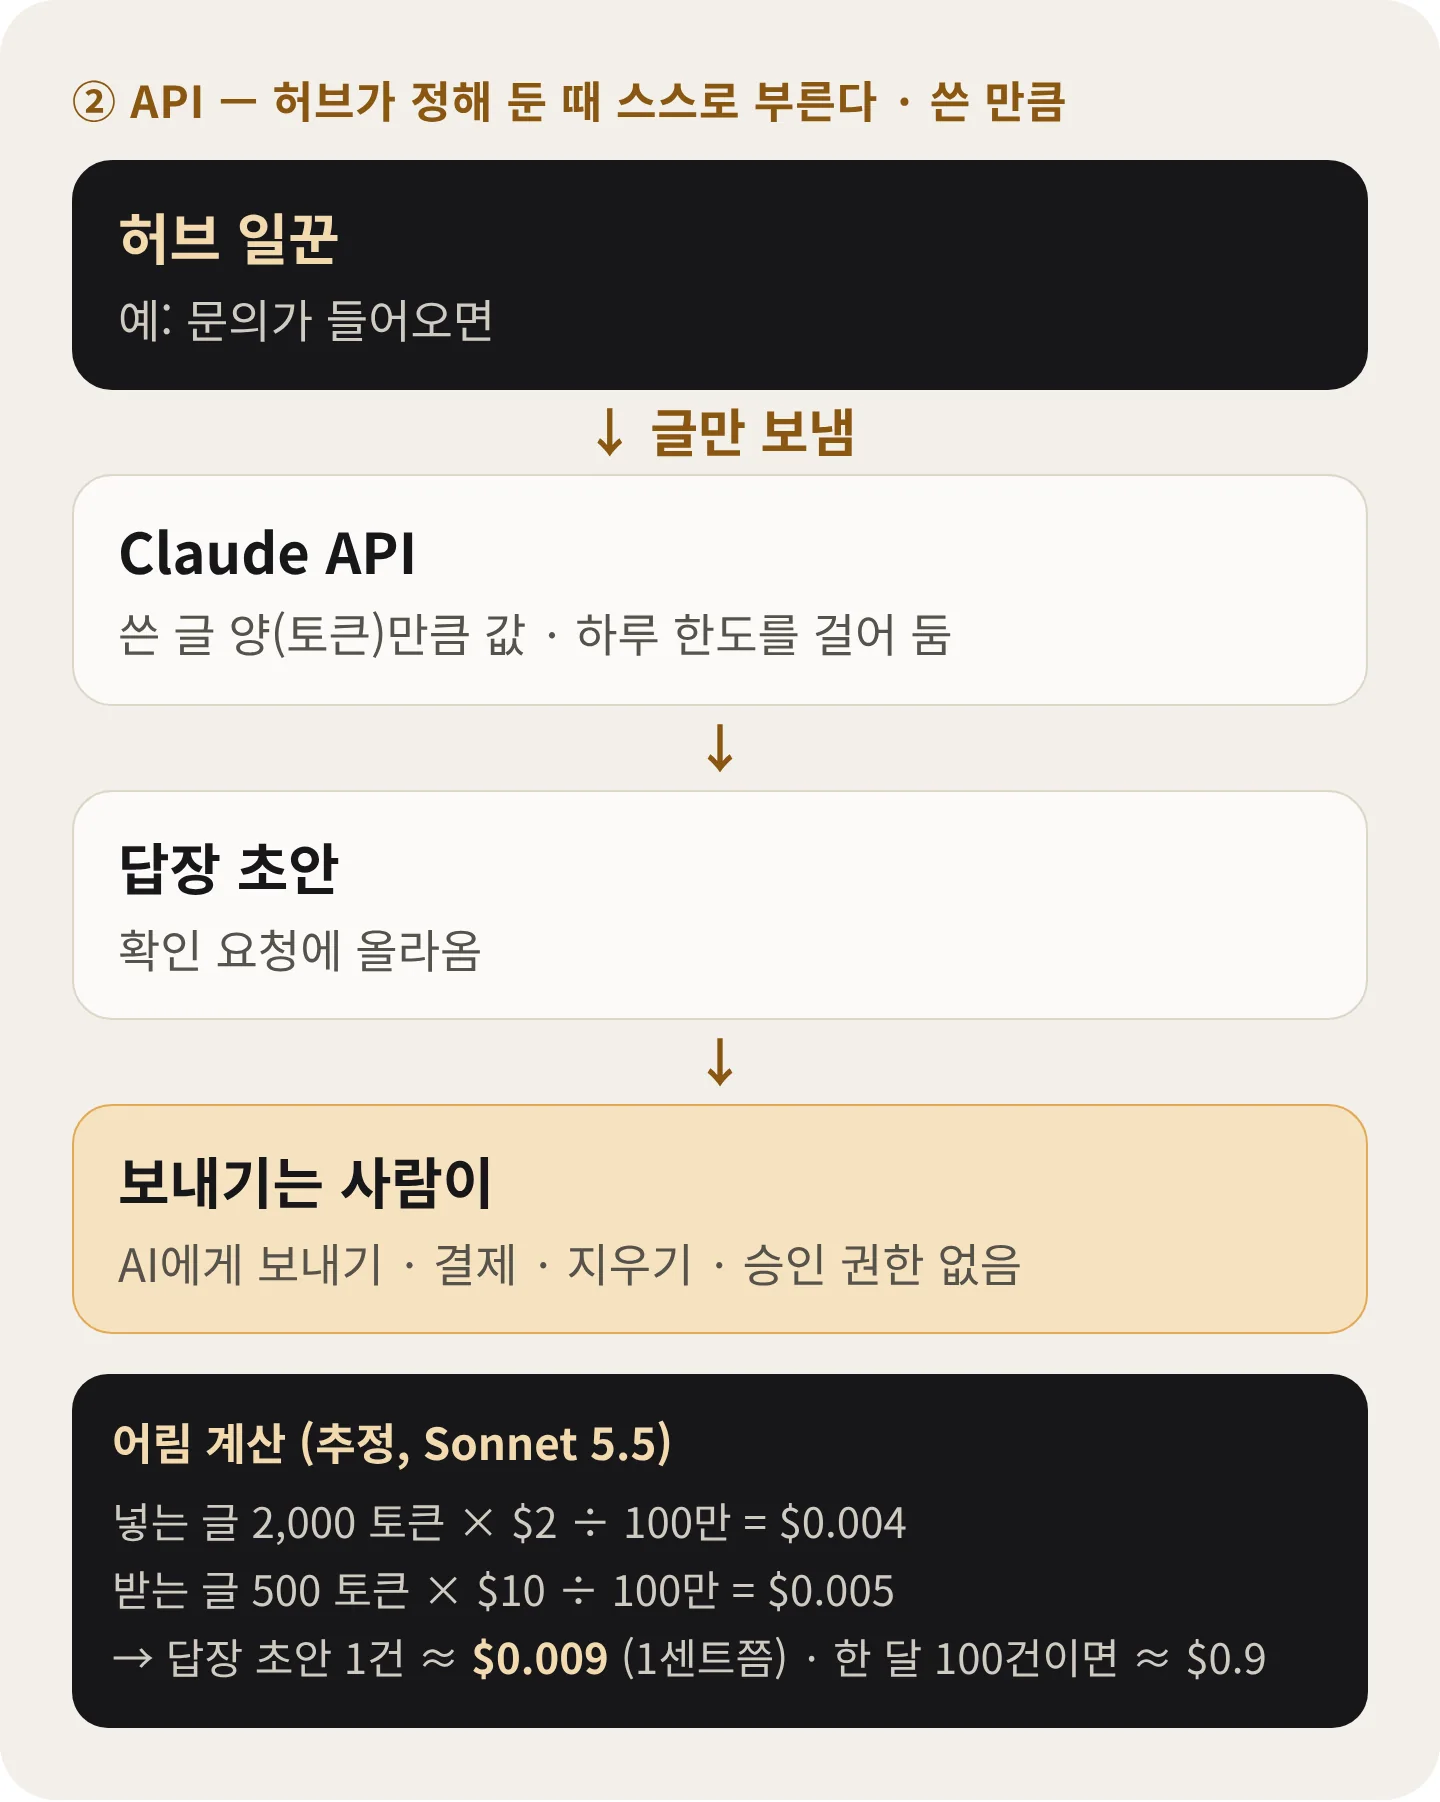 ② API — 허브가 정해 둔 때 스스로 부른다 · 쓴 만큼
허브 일꾼
예: 문의가 들어오면
↓ 글만 보냄
Claude API
쓴 글 양(토큰)만큼 값 · 하루 한도를 걸어 둠
↓
답장 초안
확인 요청에 올라옴
↓
보내기는 사람이
AI에게 보내기 · 결제 · 지우기 · 승인 권한 없음
어림 계산 (추정, Sonnet 5.5)
넣는 글 2,000 토큰 × $2 ÷ 100만 = $0.004
받는 글 500 토큰 × $10 ÷ 100만 = $0.005
→ 답장 초안 1건 ≈ $0.009 (1센트쯤) · 한 달 100건이면 ≈ $0.9